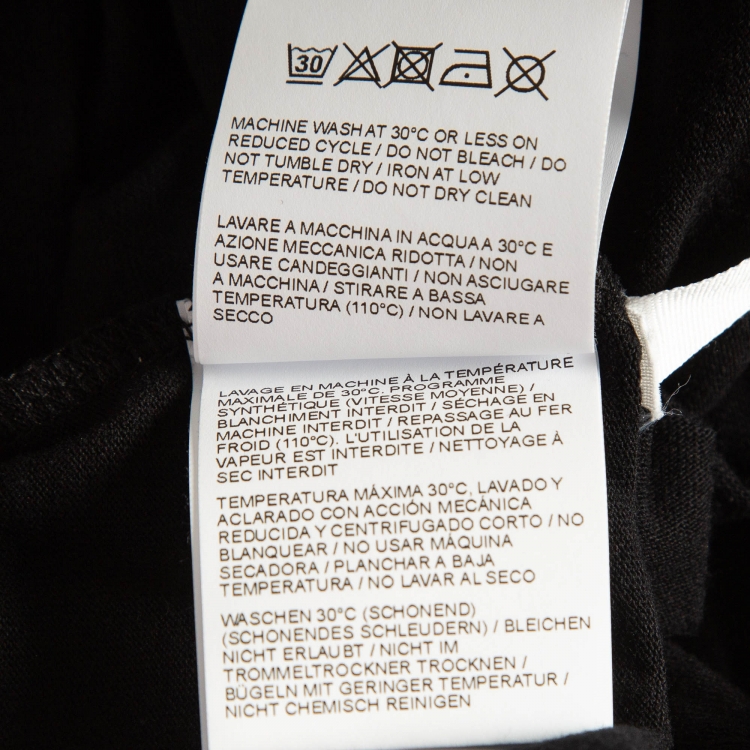 30
MACHINE WASH AT 30°C OR LESS ON
REDUCED CYCLE / DO NOT BLEACH / DO
NOT TUMBLE DRY / IRON AT LOW
TEMPERATURE / DO NOT DRY CLEAN
LAVARE A MACCHINA IN ACQUA A 30°C E
AZIONE MECCANICA RIDOTTA / NON
USARE CANDEGGIANTI / NON ASCIUGARE
A MACCHINA / STIRARE A BASSA
TEMPERATURA (110°C) / NON LAVARE A
SECCO
LAVAGE EN MACHINE À LA TEMPÉRATURE
MAXIMALE DE 30°C. PROGRAMME
SYNTHÉTIQUE (VITESSE MOYENNE) /
BLANCHIMENT INTERDIT / SÉCHAGE EN
MACHINE INTERDIT / REPASSAGE AU FER
FROID (110°C). L'UTILISATION DE LA
VAPEUR EST INTERDITE / NETTOYAGE À
SEC INTERDIT
TEMPERATURA MÁXIMA 30°C, LAVADO Y
ACLARADO CON ACCIÓN MECÁNICA
REDUCIDA Y CENTRIFUGADO CORTO / NO
BLANQUEAR / NO USAR MÁQUINA
SECADORA / PLANCHAR A BAJA
TEMPERATURA / NO LAVAR AL SECO
WASCHEN 30°C (SCHONEND)
(SCHONENDES SCHLEUDERN) / BLEICHEN
NICHT ERLAUBT / NICHT IM
TROMMELTROCKNER TROCKNEN /
BÜGELN MIT GERINGER TEMPERATUR /
NICHT CHEMISCH REINIGEN